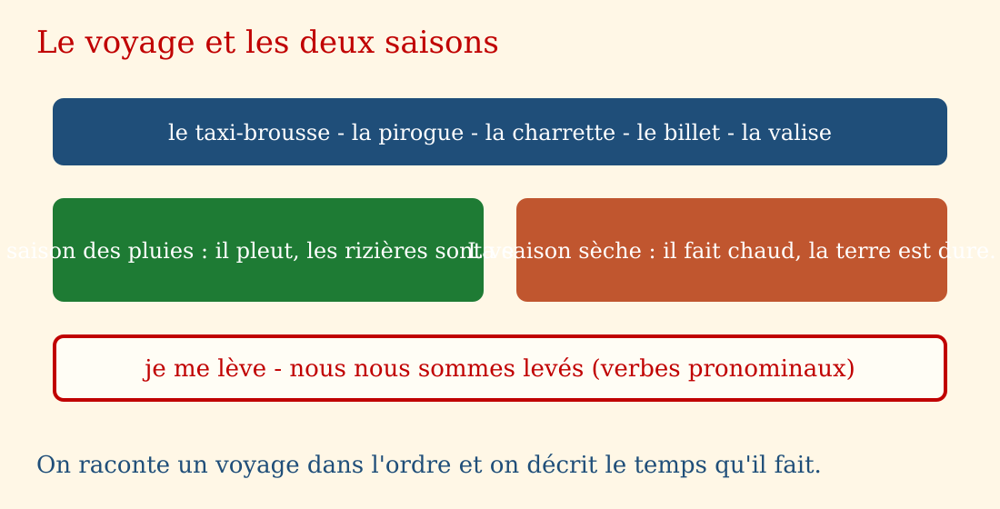 Le voyage et les deux saisons
le taxi-brousse - la pirogue - la charrette - le billet - la valise
saison des pluies : il pleut, les rizières sont
La saison sèche : il fait chaud, la terre est dure.
je me lève - nous nous sommes levés (verbes pronominaux)
On raconte un voyage dans l'ordre et on décrit le temps qu'il fait.